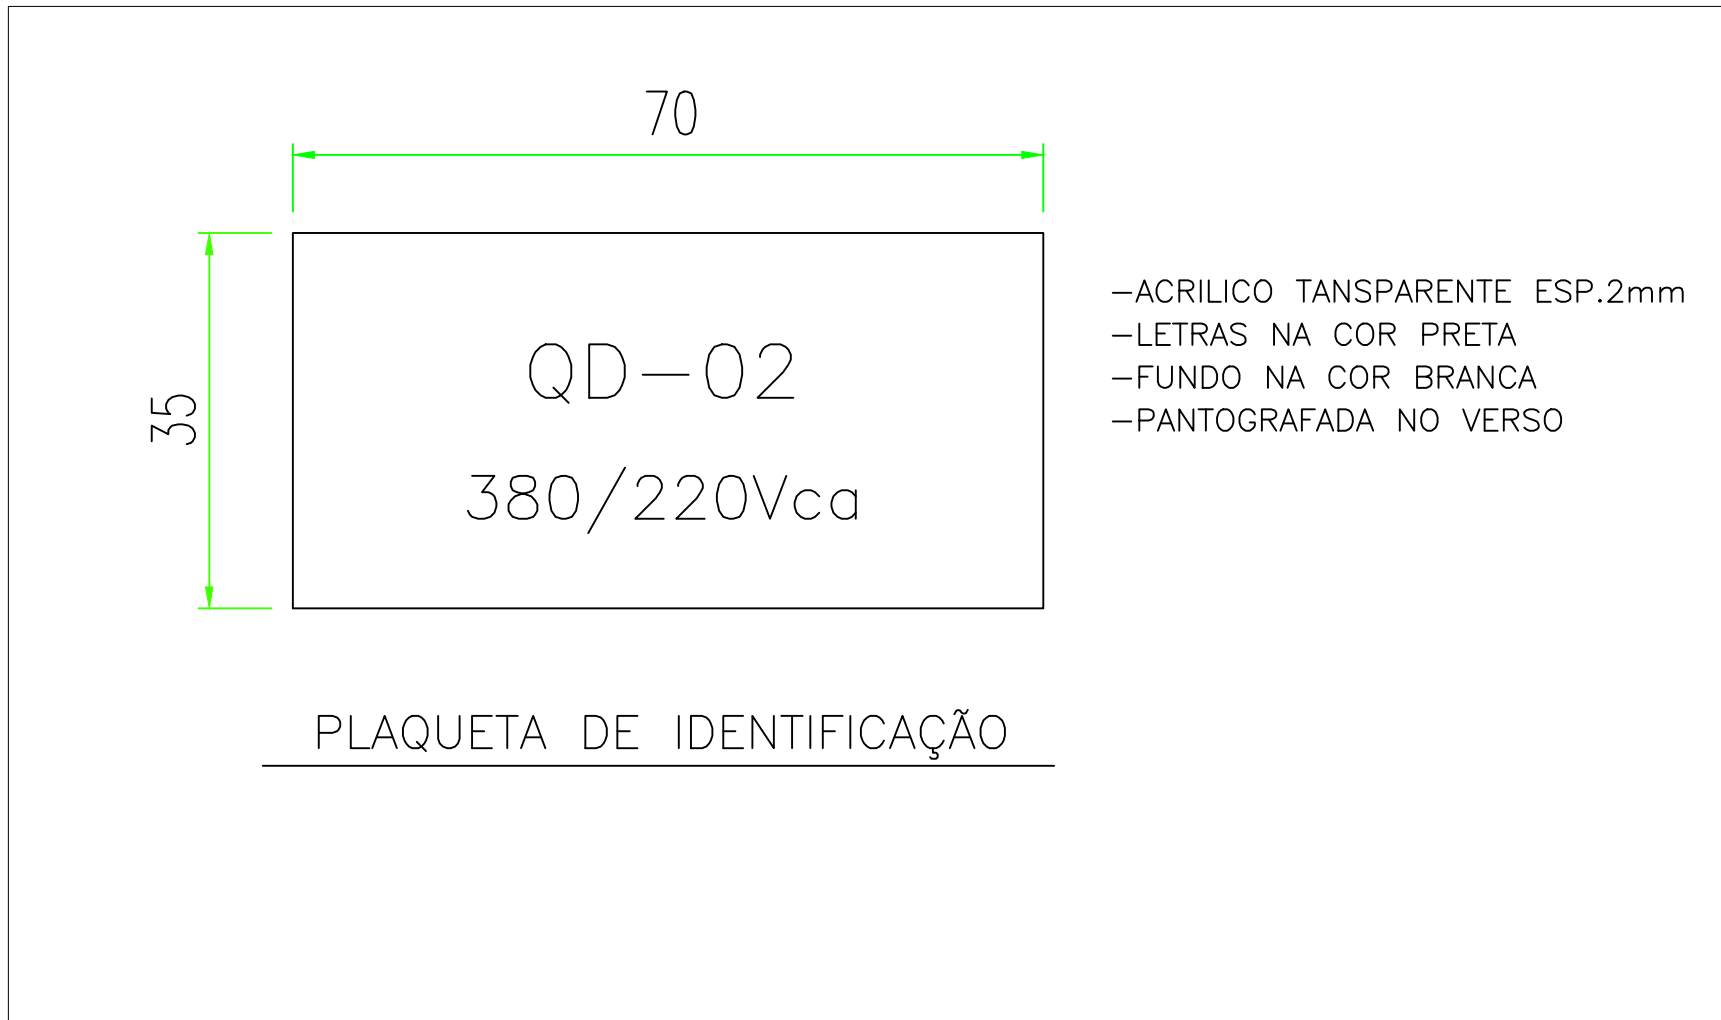 70
35
QD-02
380/220Vca
-ACRILICO TANSPARENTE ESP.2mm
-LETRAS NA COR PRETA
-FUNDO NA COR BRANCA
-PANTOGRAFADA NO VERSO
PLAQUETA DE IDENTIFICAÇÃO